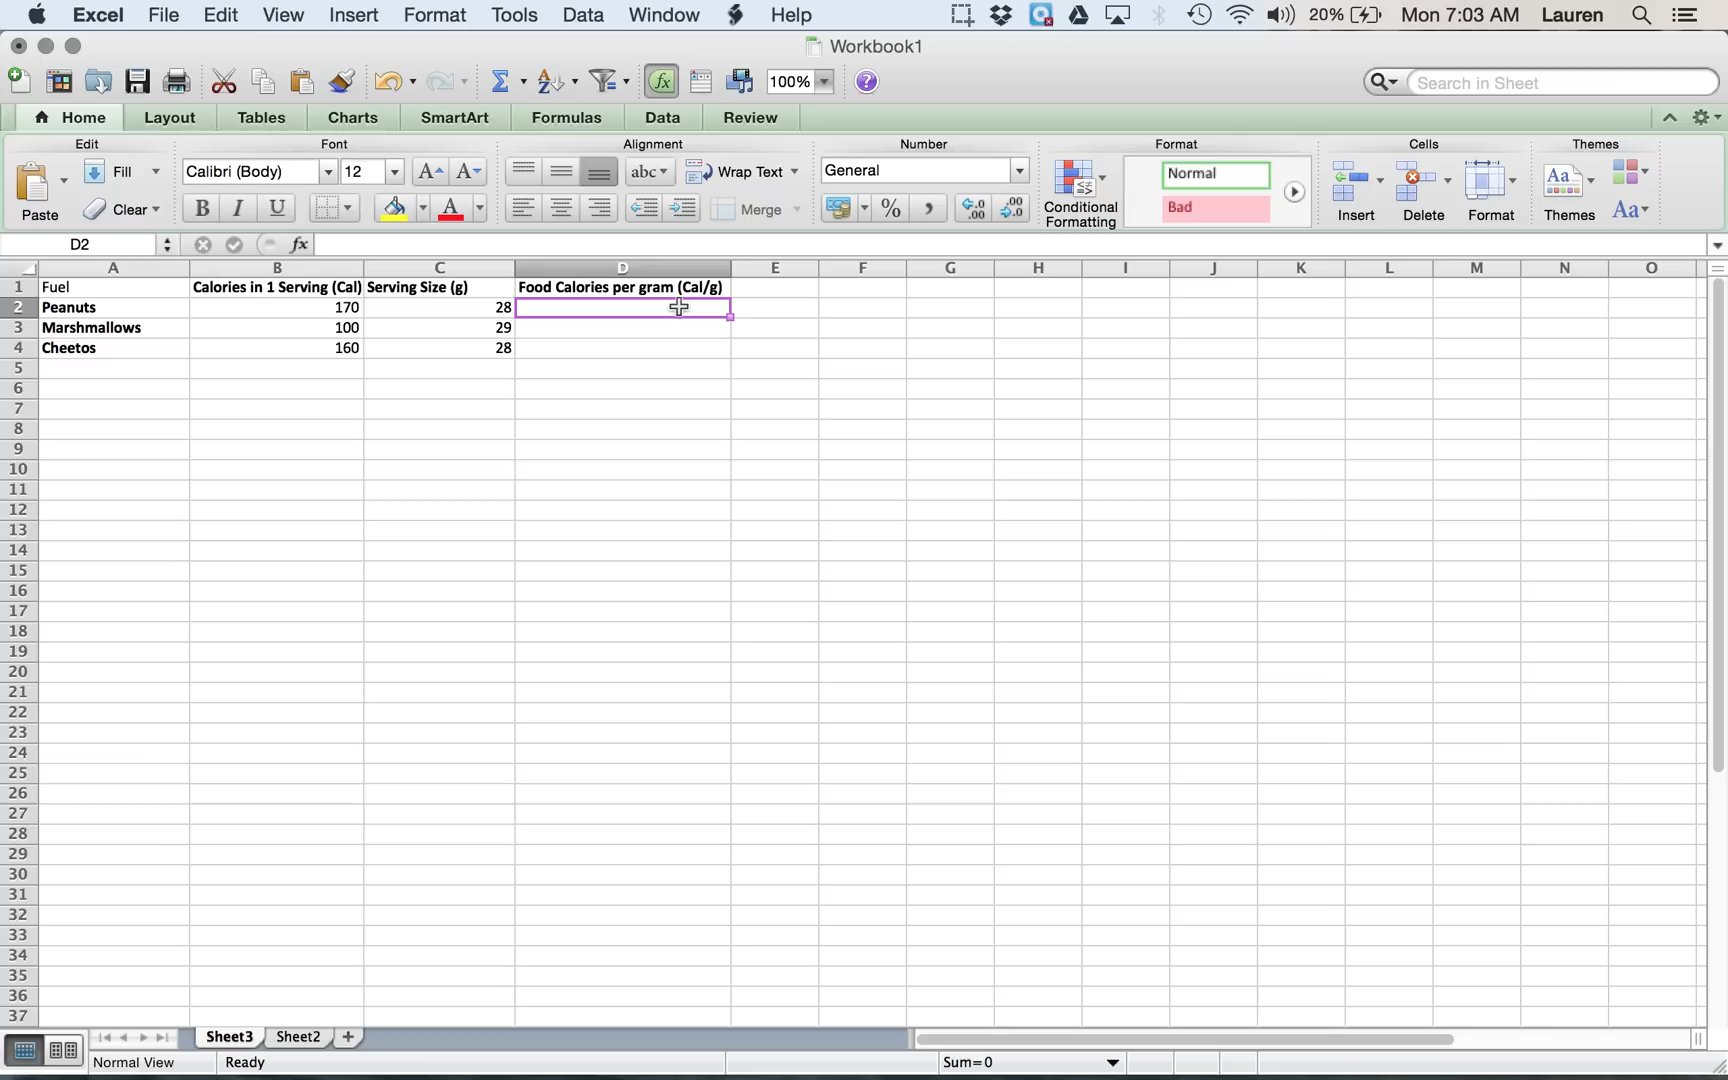 Excel File Edit View Insert Format Tools Data Window Help 20% Mon 7:03 AM Lauren
Workbook1
100% Search in Sheet
Home Layout Tables Charts SmartArt Formulas Data Review
Edit Font Alignment Number Format Cells Themes
Fill Calibri (Body) 12 A A abc Wrap Text General Normal
Paste Clear B I U A Merge % , .0 .00 .00 .0 Conditional Formatting Bad Insert Delete Format Themes Aa Aa
D2 fx
A B C D E F G H I J K L M N O
1 Fuel Calories in 1 Serving (Cal) Serving Size (g) Food Calories per gram (Cal/g)
2 Peanuts 170 28
3 Marshmallows 100 29
4 Cheetos 160 28
5
6
7
8
9
10
11
12
13
14
15
16
17
18
19
20
21
22
23
24
25
26
27
28
29
30
31
32
33
34
35
36
37
Sheet3 Sheet2 +
Normal View Ready Sum=0